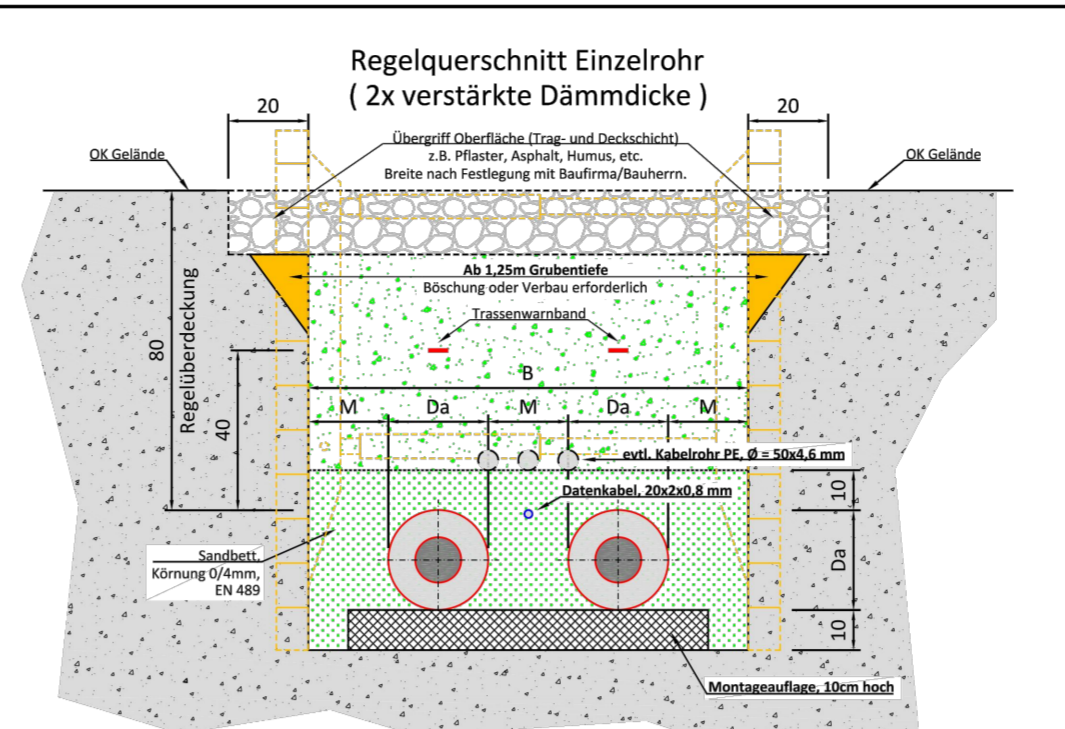 Regelquerschnitt Einzelrohr
( 2x verstärkte Dämmdicke )
20
20
Übergriff Oberfläche (Trag- und Deckschicht)
z.B. Pflaster, Asphalt, Humus, etc.
Breite nach Festlegung mit Baufirma/Bauherrn.
OK Gelände
OK Gelände
Ab 1,25m Grubentiefe
Böschung oder Verbau erforderlich
Trassenwarnband
80
Regelüberdeckung
40
B
M
Da
M
Da
M
evtl. Kabelrohr PE, Ø = 50x4,6 mm
Datenkabel, 20x2x0,8 mm
10
Da
10
Sandbett,
Körnung 0/4mm,
EN 489
Montageauflage, 10cm hoch